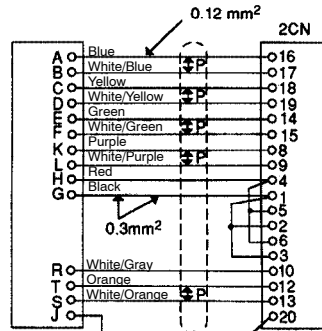 0.12 mm²
2CN
A Blue P 16
B White/Blue 17
C Yellow P 18
D White/Yellow 19
E Green P 14
F White/Green 15
K Purple P 8
L White/Purple 9
H Red 4
G Black 1
5
0.3mm²
2
6
3
R White/Gray 10
T Orange P 12
S White/Orange 13
J 20